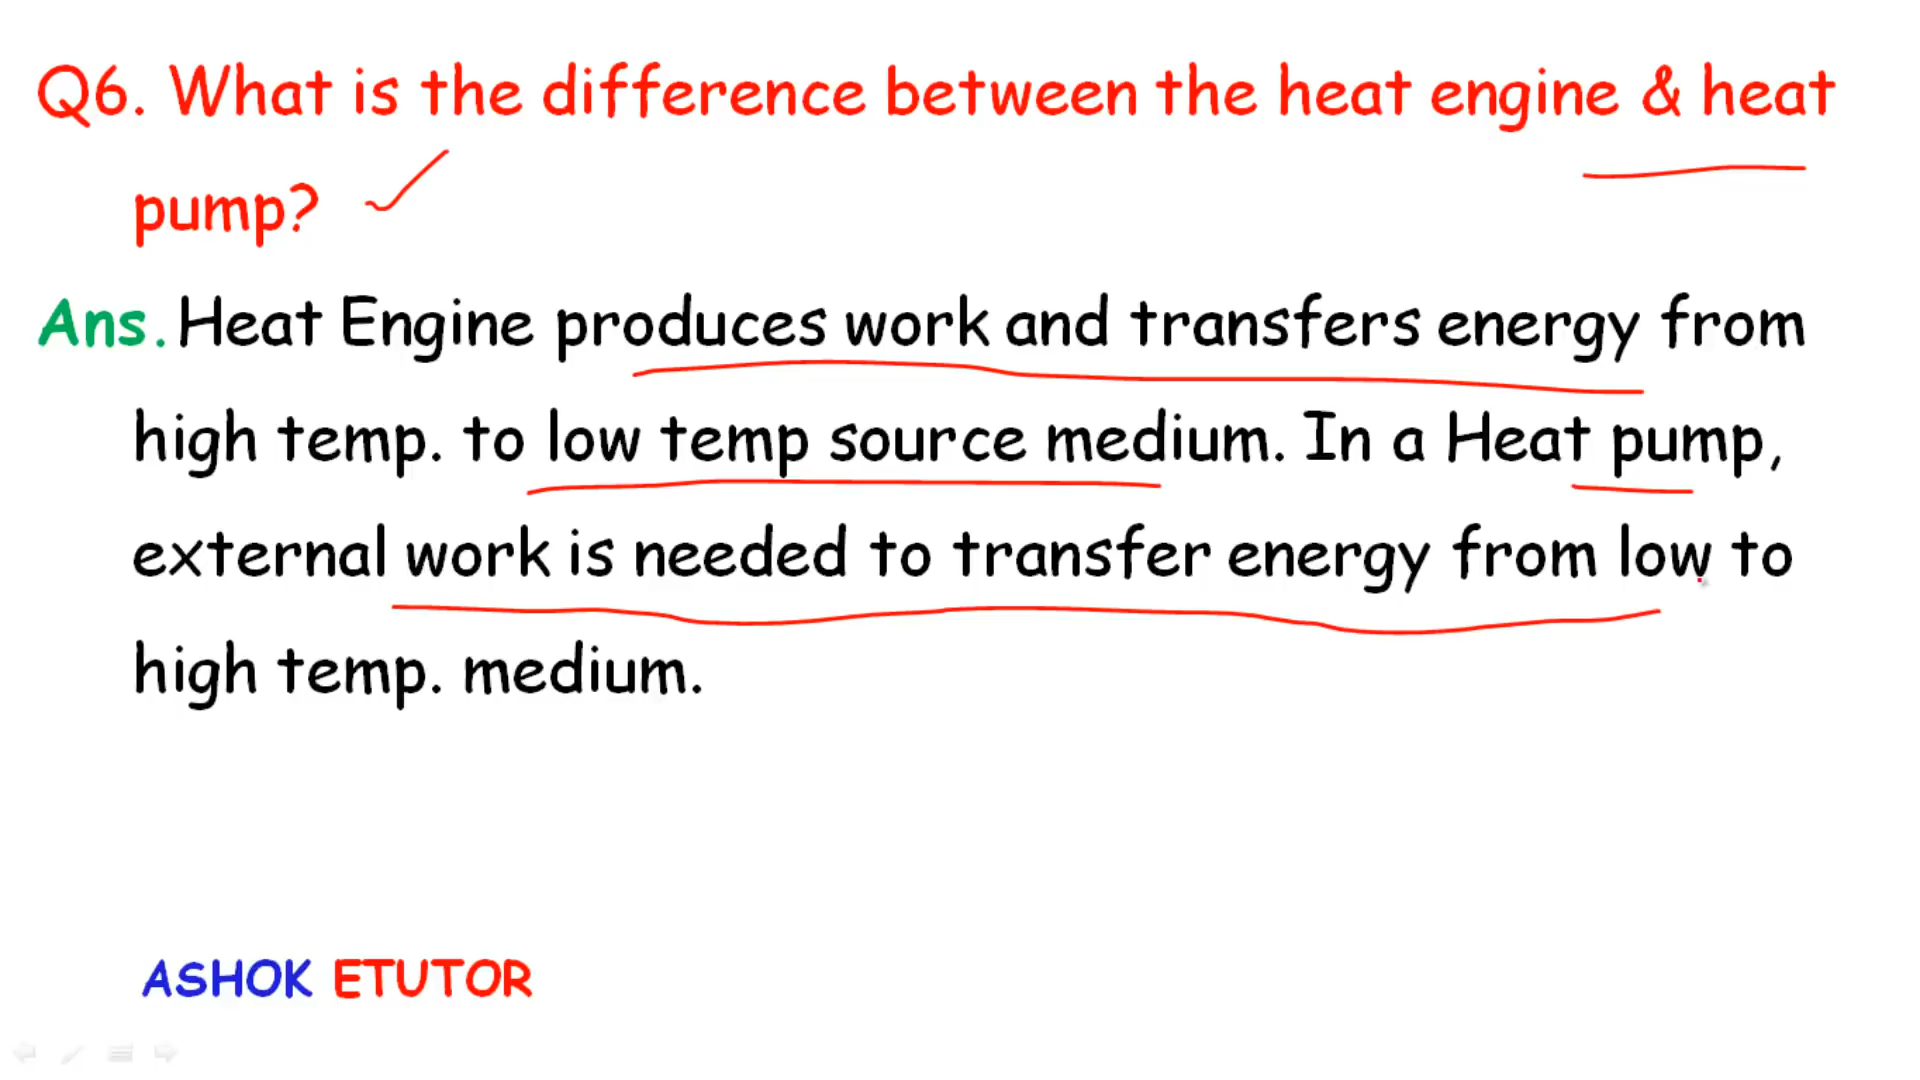 Q6. What is the difference between the heat engine & heat
pump?
Ans. Heat Engine produces work and transfers energy from
high temp. to low temp source medium. In a Heat pump,
external work is needed to transfer energy from low to
high temp. medium.
ASHOK ETUTOR